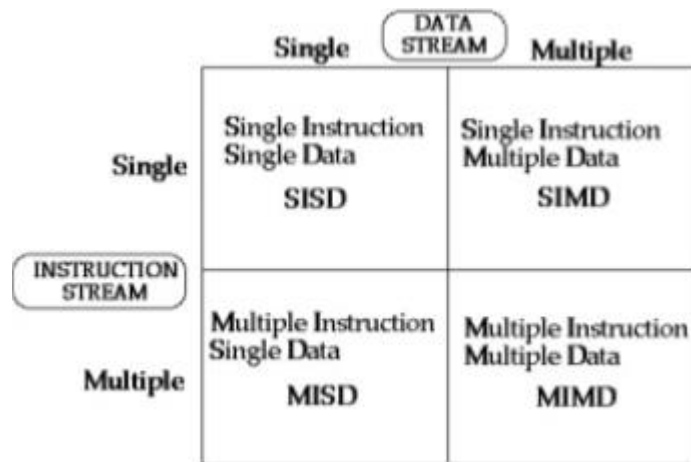 DATA
STREAM
Single
Multiple
Single
Single Instruction
Single Data
SISD
Single Instruction
Multiple Data
SIMD
INSTRUCTION
STREAM
Multiple
Multiple Instruction
Single Data
MISD
Multiple Instruction
Multiple Data
MIMD